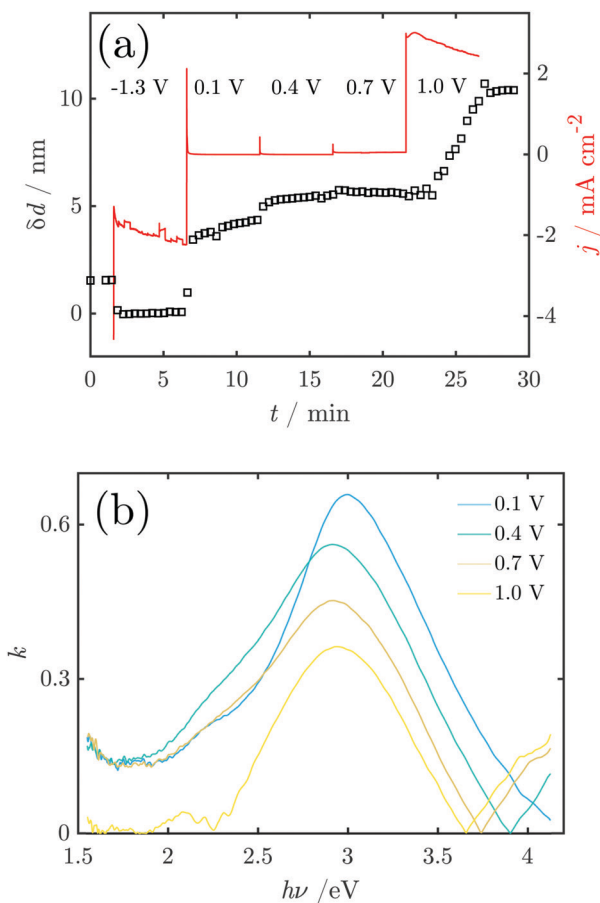 (a)
-1.3 V 0.1 V 0.4 V 0.7 V 1.0 V
10
5
0
δd / nm
2
0
-2
-4
j / mA cm-2
0 5 10 15 20 25 30
t / min
(b)
0.1 V
0.4 V
0.7 V
1.0 V
0.6
0.3
0
k
1.5 2 2.5 3 3.5 4
hν /eV